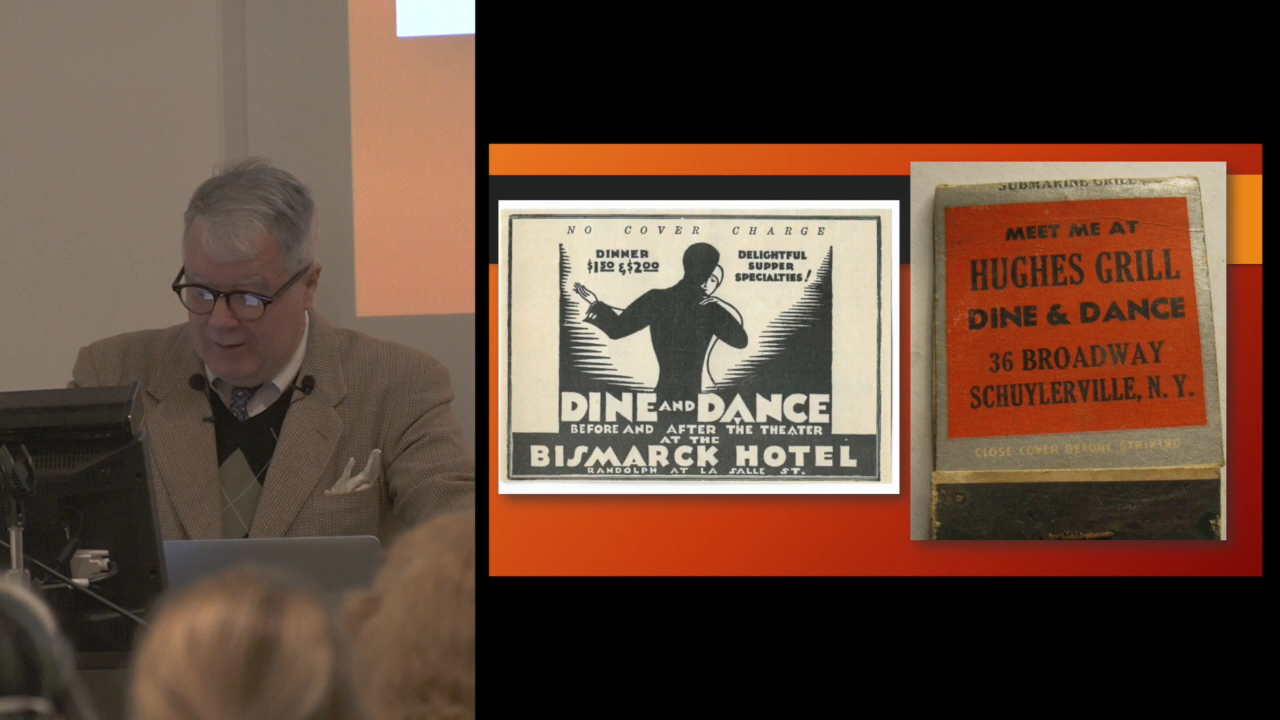 NO COVER CHARGE
DINNER
$1.50 & $2.00
DELIGHTFUL
SUPPER
SPECIALTIES!
DINE AND DANCE
BEFORE AND AFTER THE THEATER
AT THE
BISMARCK HOTEL
RANDOLPH AT LA SALLE ST.
SUBMARINE GRILL
MEET ME AT
HUGHES GRILL
DINE & DANCE
36 BROADWAY
SCHUYLERVILLE, N. Y.
CLOSE COVER BEFORE STRIKING